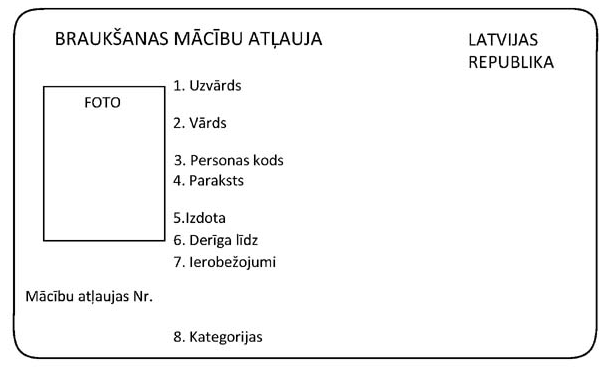 BRAUKŠANAS MĀCĪBU ATĻAUJA
LATVIJAS
REPUBLIKA
FOTO
1. Uzvārds
2. Vārds
3. Personas kods
4. Paraksts
5.Izdota
6. Derīga līdz
7. Ierobežojumi
Mācību atļaujas Nr.
8. Kategorijas